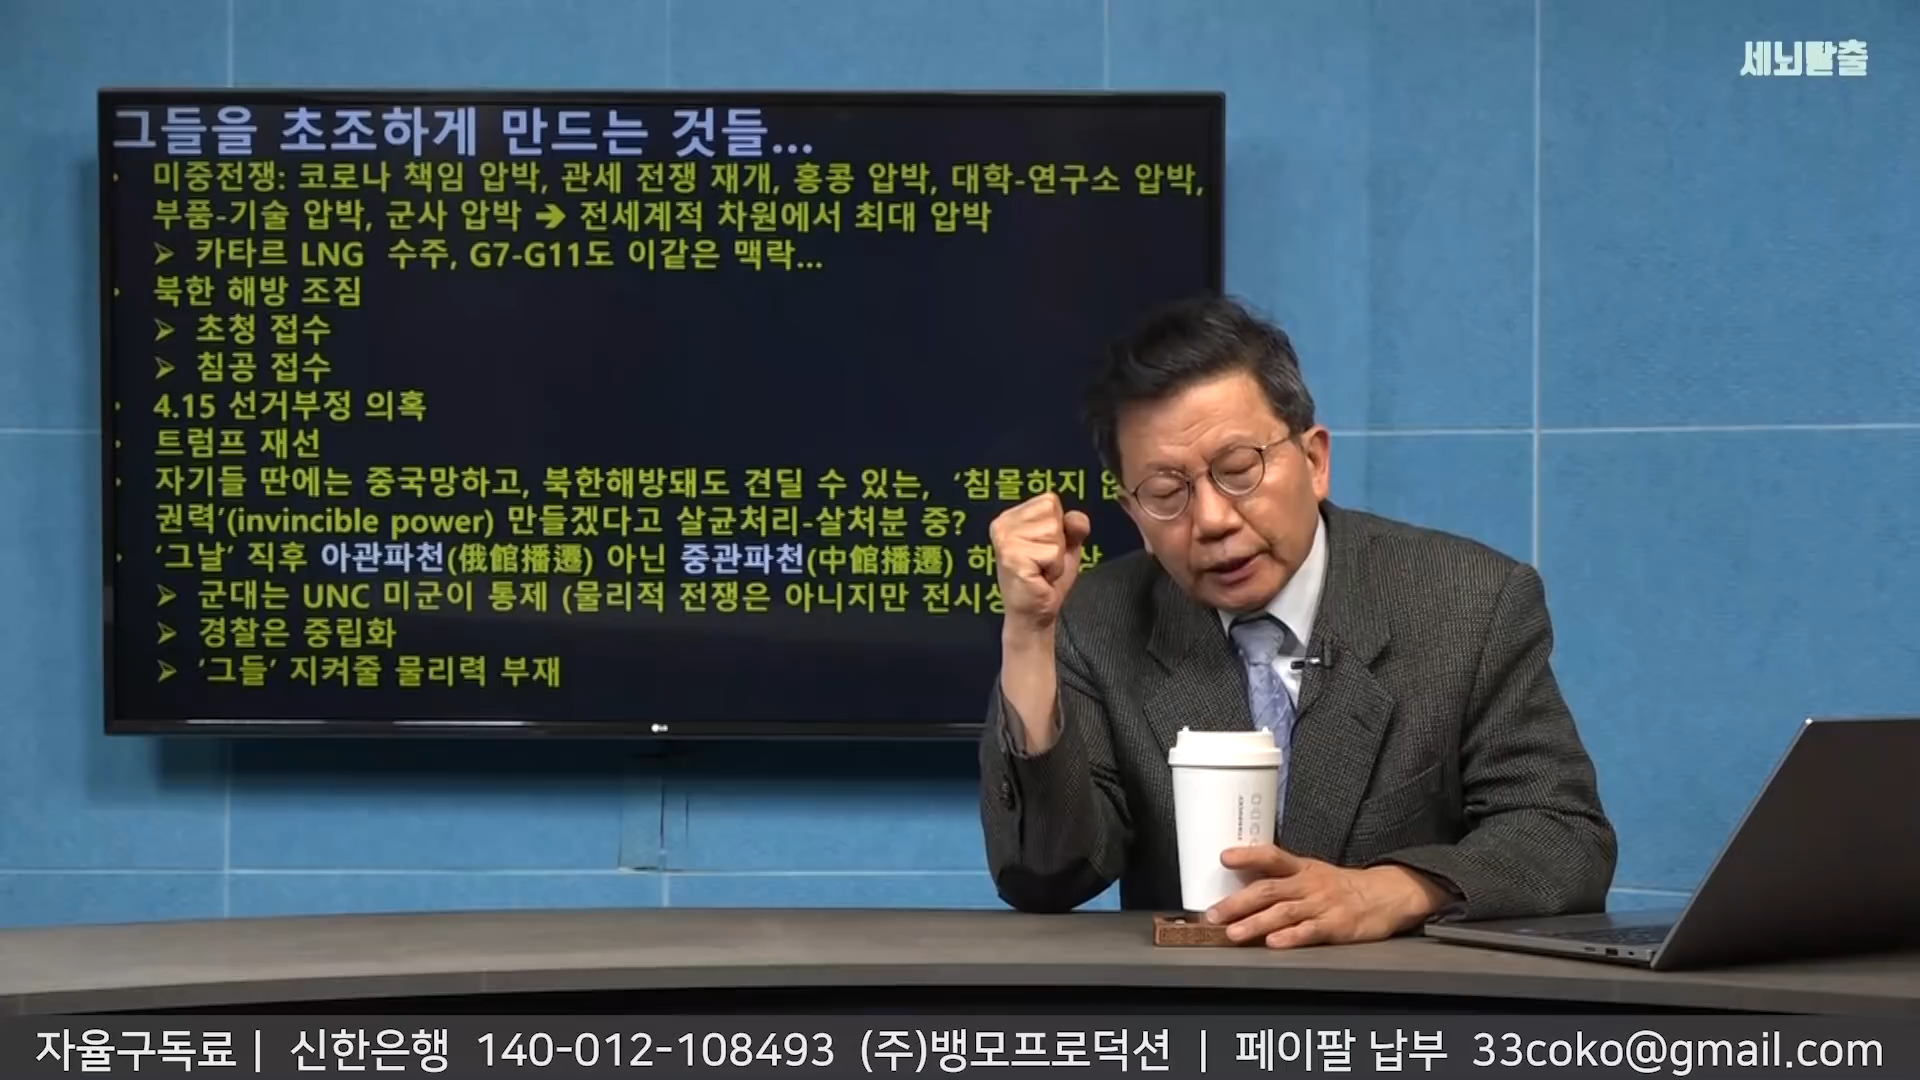 세뇌탈출
그들을 초조하게 만드는 것들...
미중전쟁: 코로나 책임 압박, 관세 전쟁 재개, 홍콩 압박, 대학-연구소 압박,
부품-기술 압박, 군사 압박 ➔ 전세계적 차원에서 최대 압박
➢ 카타르 LNG 수주, G7-G11도 이같은 맥락...
북한 해방 조짐
➢ 초청 접수
➢ 침공 접수
4.15 선거부정 의혹
트럼프 재선
자기들 딴에는 중국망하고, 북한해방돼도 견딜 수 있는, ‘침몰하지
권력’(invincible power) 만들겠다고 살균처리-살처분 중?
‘그날’ 직후 아관파천(俄館播遷) 아닌 중관파천(中館播遷) 하
➢ 군대는 UNC 미군이 통제 (물리적 전쟁은 아니지만
➢ 경찰은 중립화
➢ ‘그들’ 지켜줄 물리력 부재
LG
STARBUCKS
자율구독료 | 신한은행 140-012-108493 (주)뱅모프로덕션 | 페이팔 납부 33coko@gmail.com